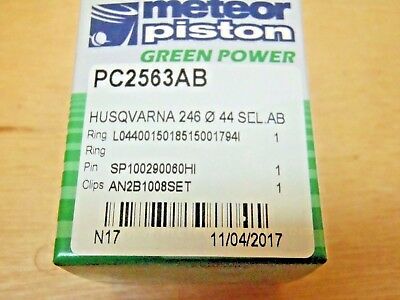 meteor
piston
GREEN POWER
PC2563AB
HUSQVARNA 246 Ø 44 SEL.AB
Ring L0440015018515001794I 1
Ring
Pin SP100290060HI 1
Clips AN2B1008SET 1
N17 11/04/2017